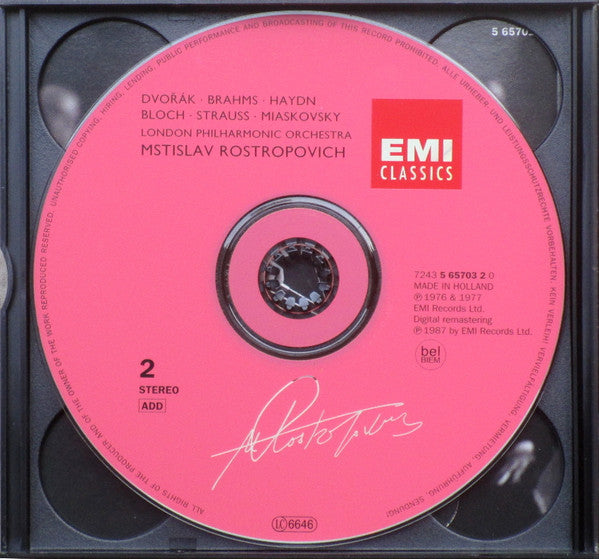 5 6570
DVOŘÁK · BRAHMS · HAYDN
BLOCH · STRAUSS · MIASKOVSKY
LONDON PHILHARMONIC ORCHESTRA
MSTISLAV ROSTROPOVICH
EMI
CLASSICS
7243 5 65703 2 0
MADE IN HOLLAND
℗ 1976 & 1977
EMI Records Ltd.
Digital remastering
℗ 1987 by EMI Records Ltd.
bel
BIEM
2
STEREO
ADD
LC 6646
ALL RIGHTS OF THE PRODUCER AND OF THE OWNER OF THE WORK REPRODUCED RESERVED. UNAUTHORISED COPYING, HIRING, LENDING, PUBLIC PERFORMANCE AND BROADCASTING OF THIS RECORD PROHIBITED. ALLE URHEBER- UND LEISTUNGSSCHUTZRECHTE VORBEHALTEN. KEIN VERLEIH! VERVIELFÄLTIGUNG, VERMIETUNG, AUFFÜHRUNG, SENDUNG!